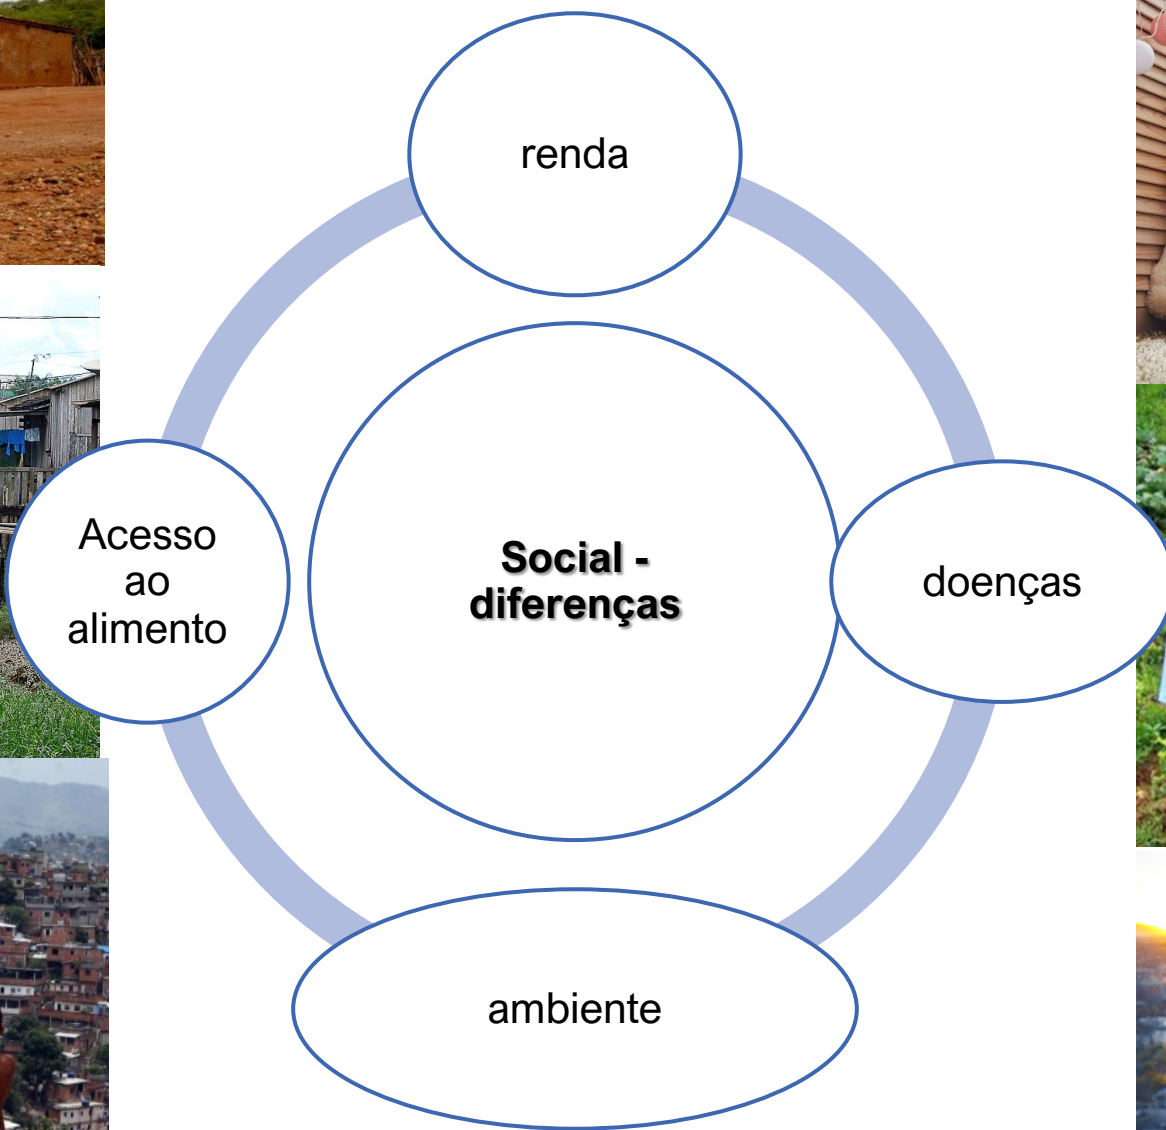 renda
Acesso
ao
alimento
Social -
diferenças
doenças
ambiente